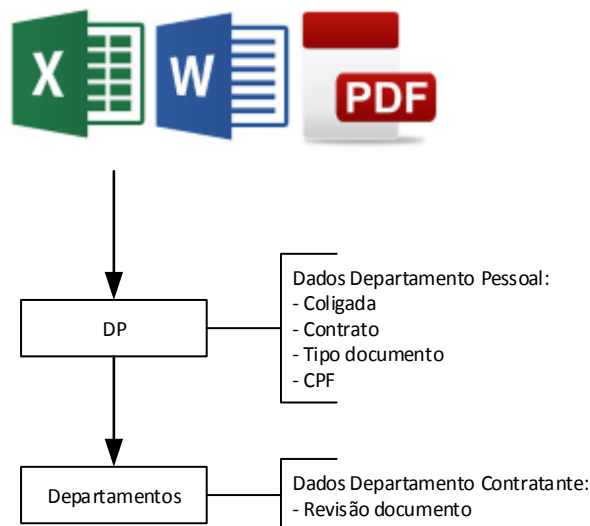 X
W
PDF
DP
Dados Departamento Pessoal:
- Coligada
- Contrato
- Tipo documento
- CPF
Departamentos
Dados Departamento Contratante:
- Revisão documento